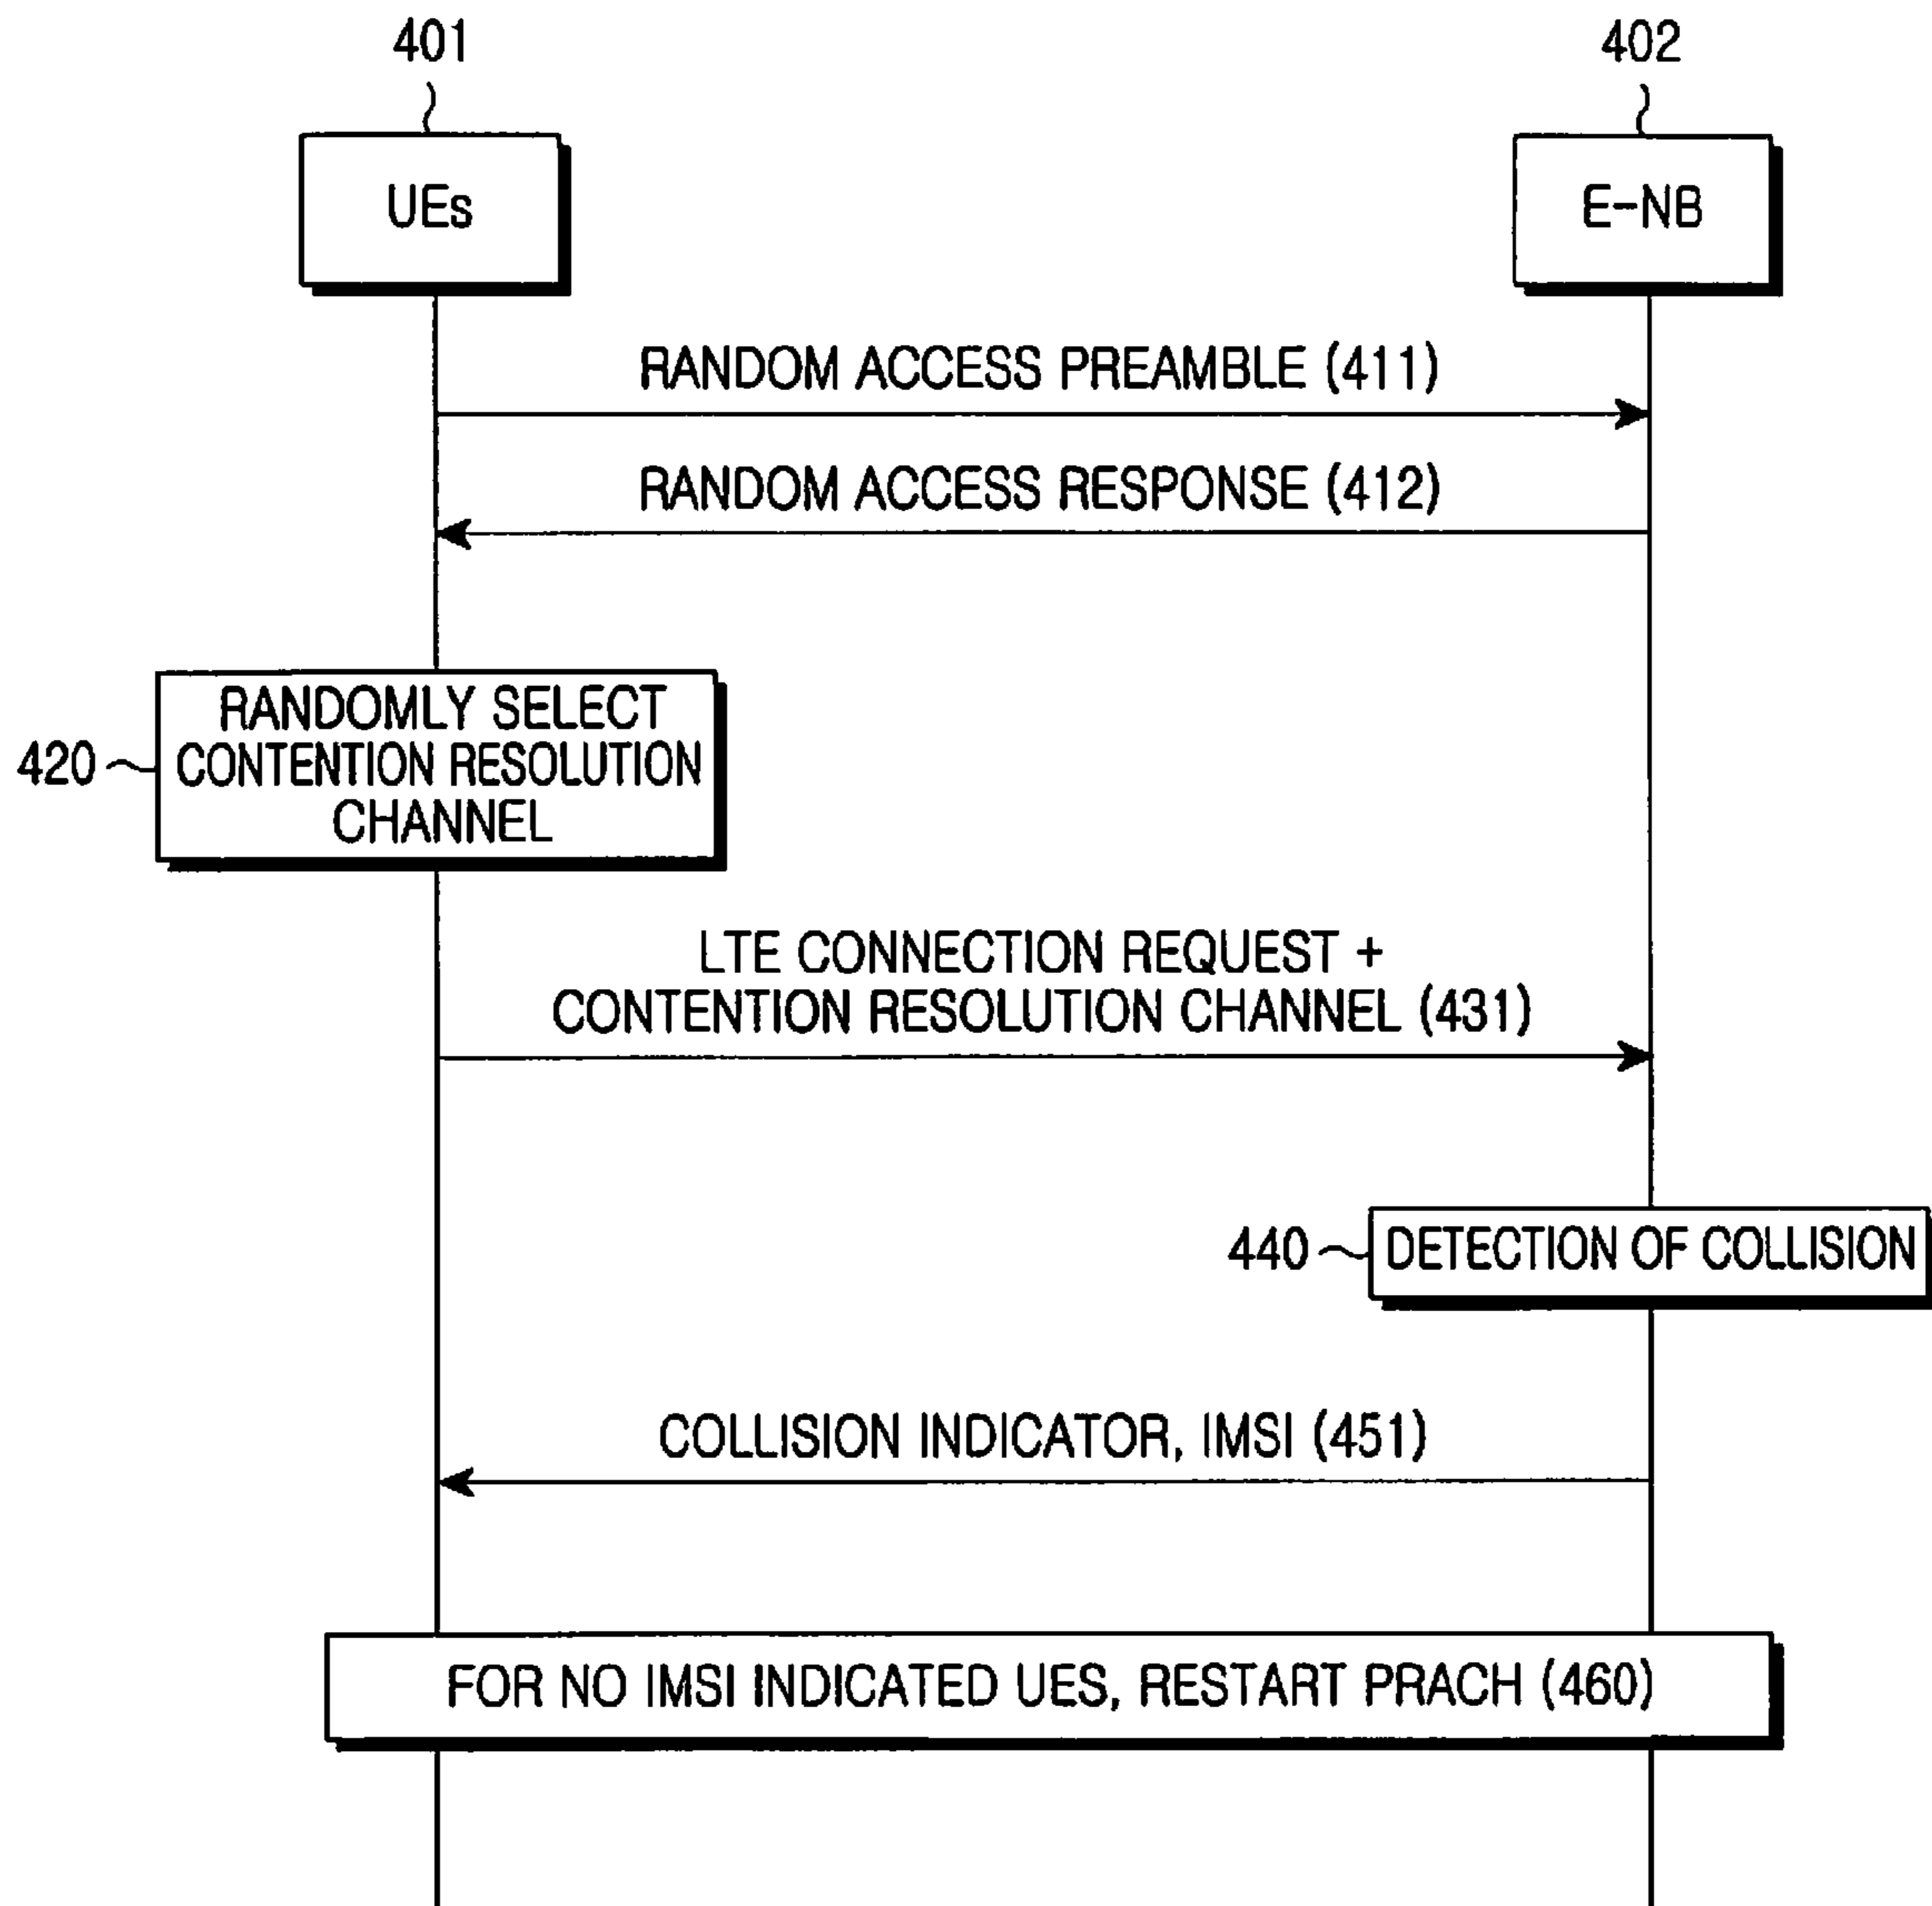 401
402
UEs
E-NB
RANDOM ACCESS PREAMBLE (411)
RANDOM ACCESS RESPONSE (412)
RANDOMLY SELECT
CONTENTION RESOLUTION
CHANNEL
420
LTE CONNECTION REQUEST +
CONTENTION RESOLUTION CHANNEL (431)
440
DETECTION OF COLLISION
COLLISION INDICATOR, IMSI (451)
FOR NO IMSI INDICATED UES, RESTART PRACH (460)